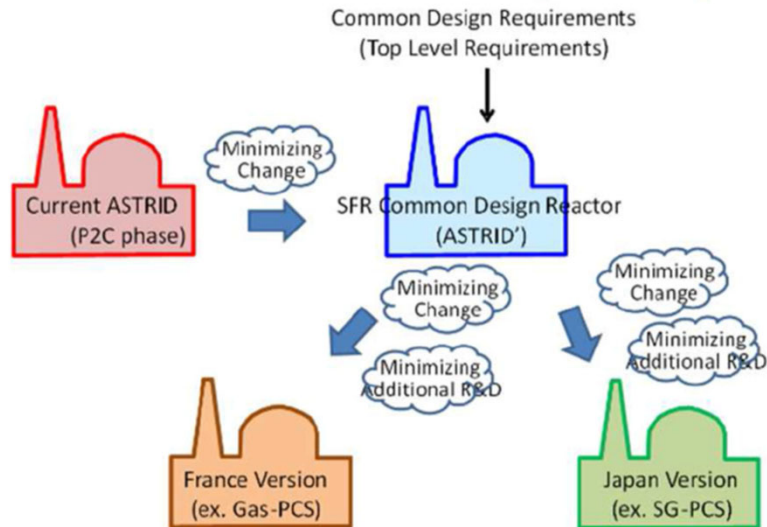 Common Design Requirements
(Top Level Requirements)
Minimizing
Change
Current ASTRID
(P2C phase)
SFR Common Design Reactor
(ASTRID’)
Minimizing
Change
Minimizing
Additional R&D
Minimizing
Change
Minimizing
Additional R&D
France Version
(ex. Gas-PCS)
Japan Version
(ex. SG-PCS)